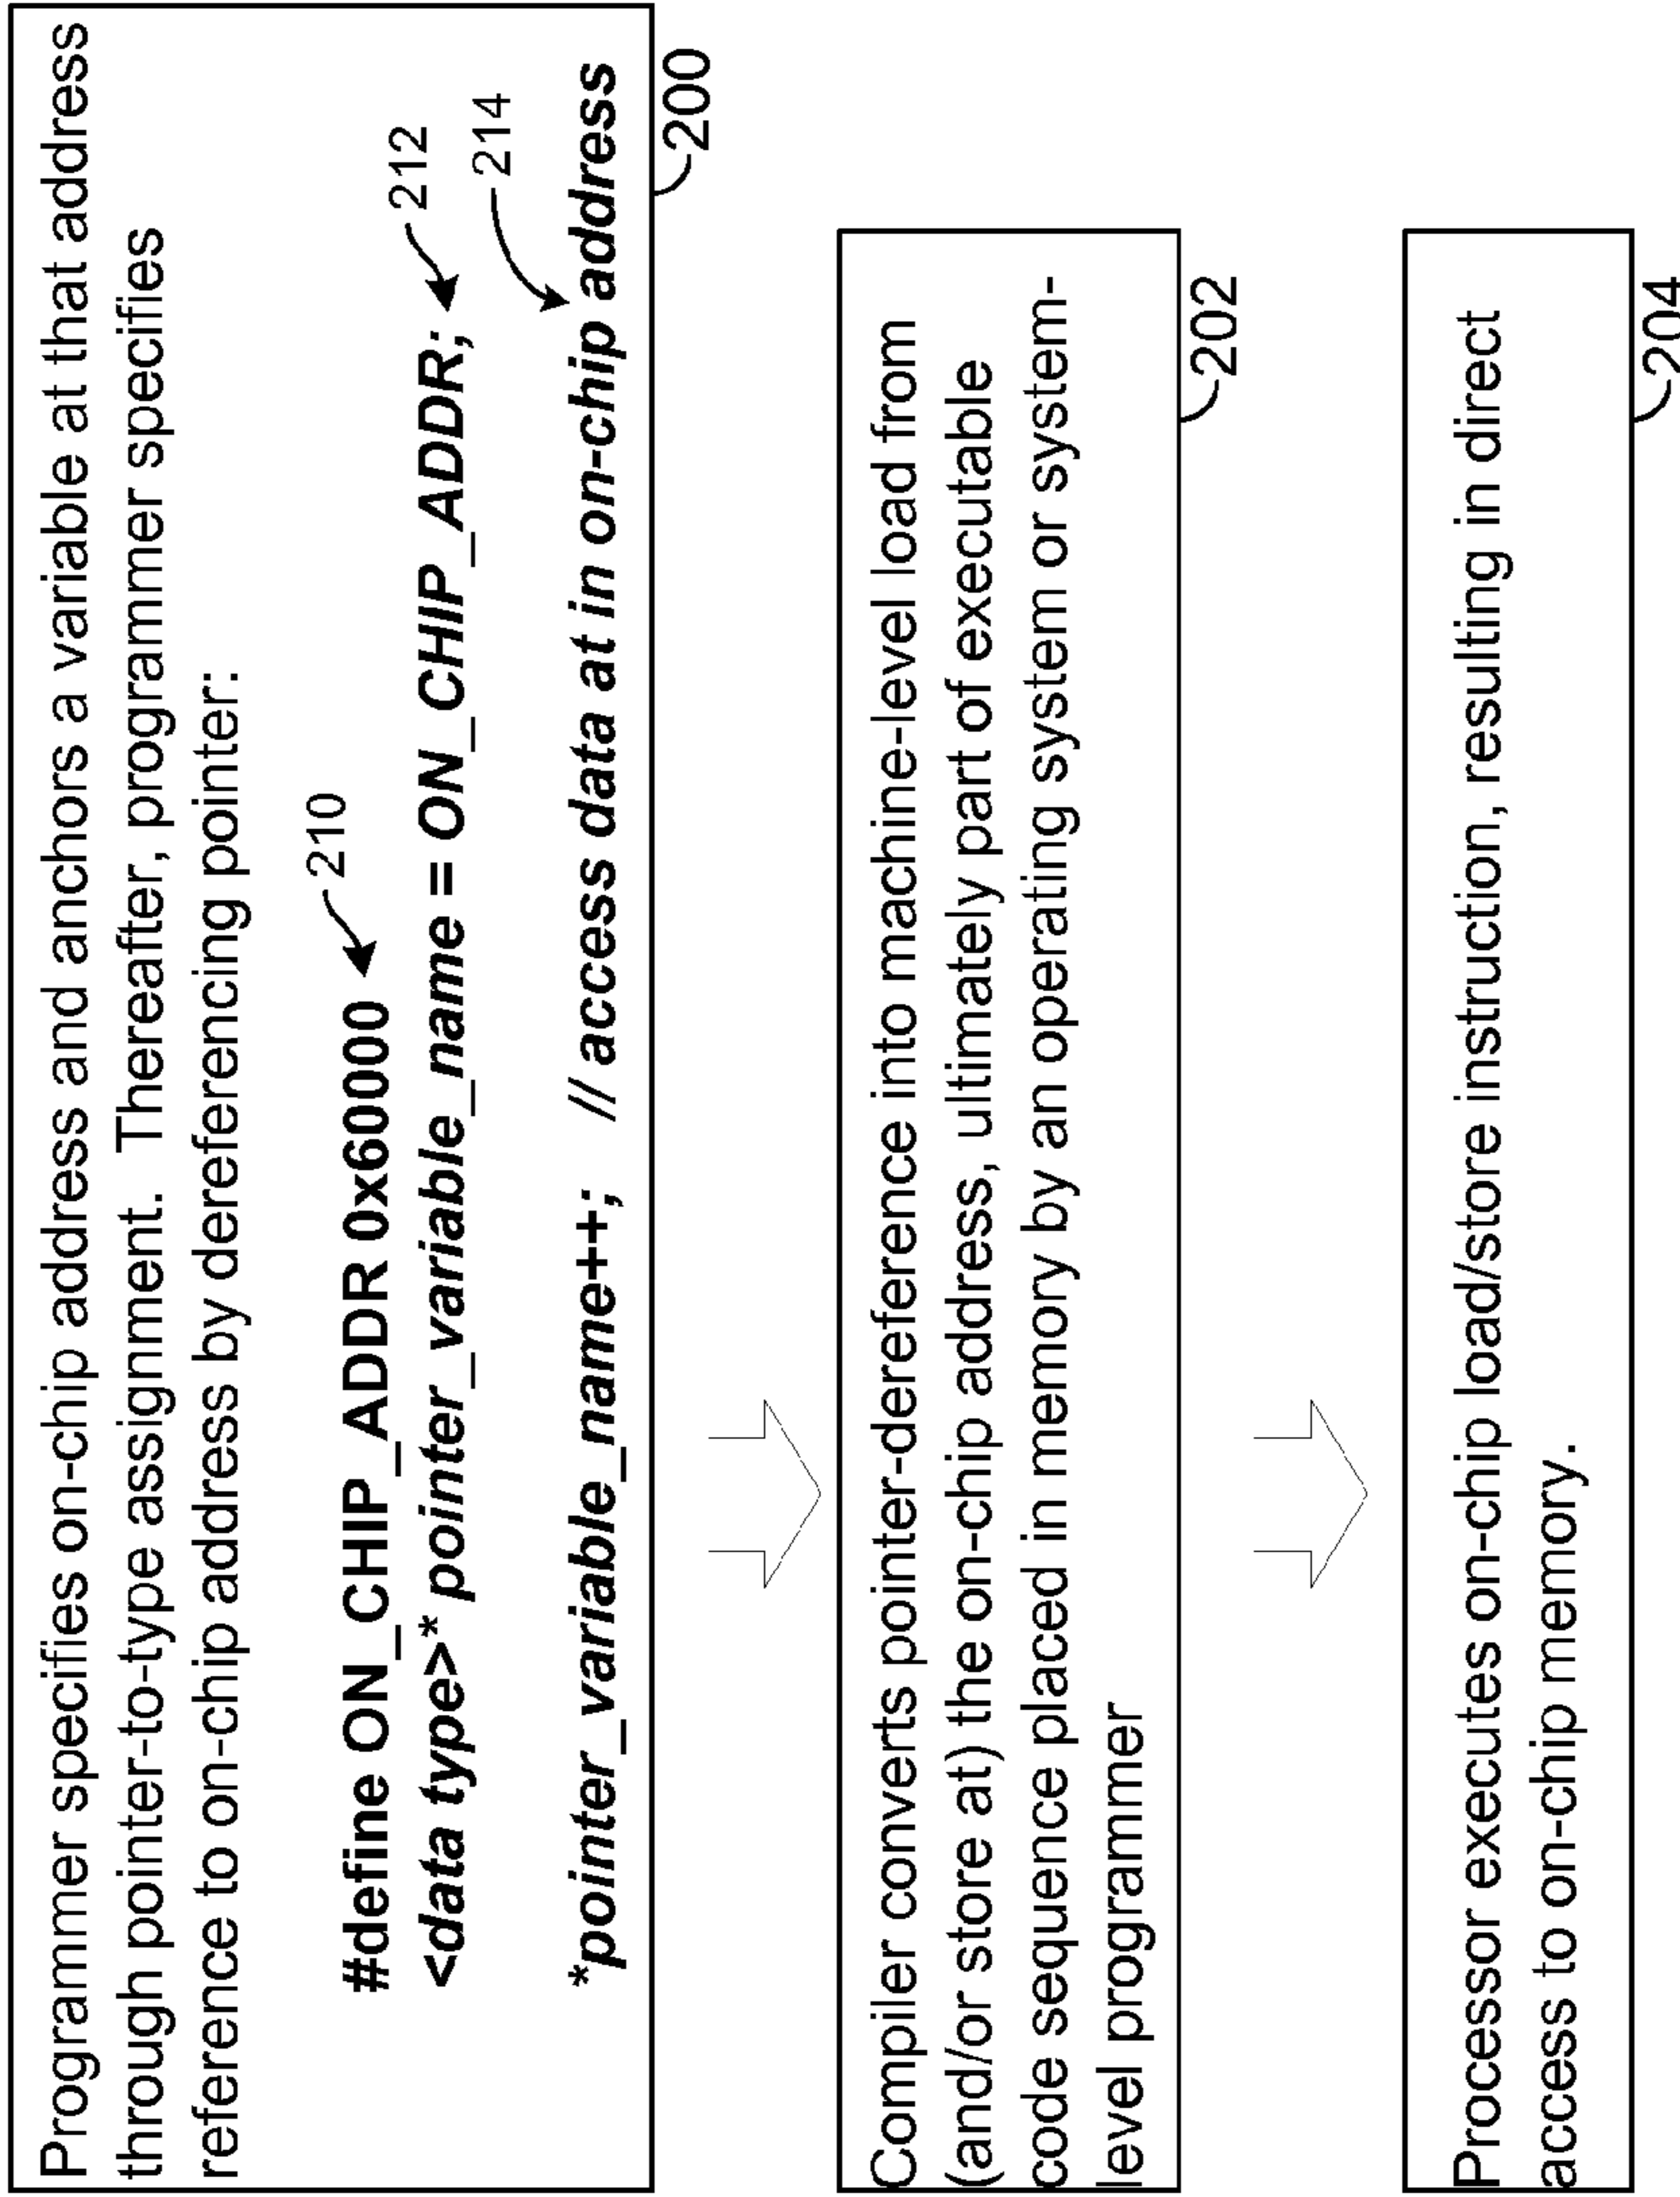 Programmer specifies on-chip address and anchors a variable at that address
through pointer-to-type assignment. Thereafter, programmer specifies
reference to on-chip address by dereferencing pointer:
210
#define ON_CHIP_ADDR 0x60000
212
<data type>* pointer_variable_name = ON_CHIP_ADDR;
214
*pointer_variable_name++; // access data at in on-chip address
200
Compiler converts pointer-dereference into machine-level load from
(and/or store at) the on-chip address, ultimately part of executable
code sequence placed in memory by an operating system or system-
level programmer
202
Processor executes on-chip load/store instruction, resulting in direct
access to on-chip memory.
204